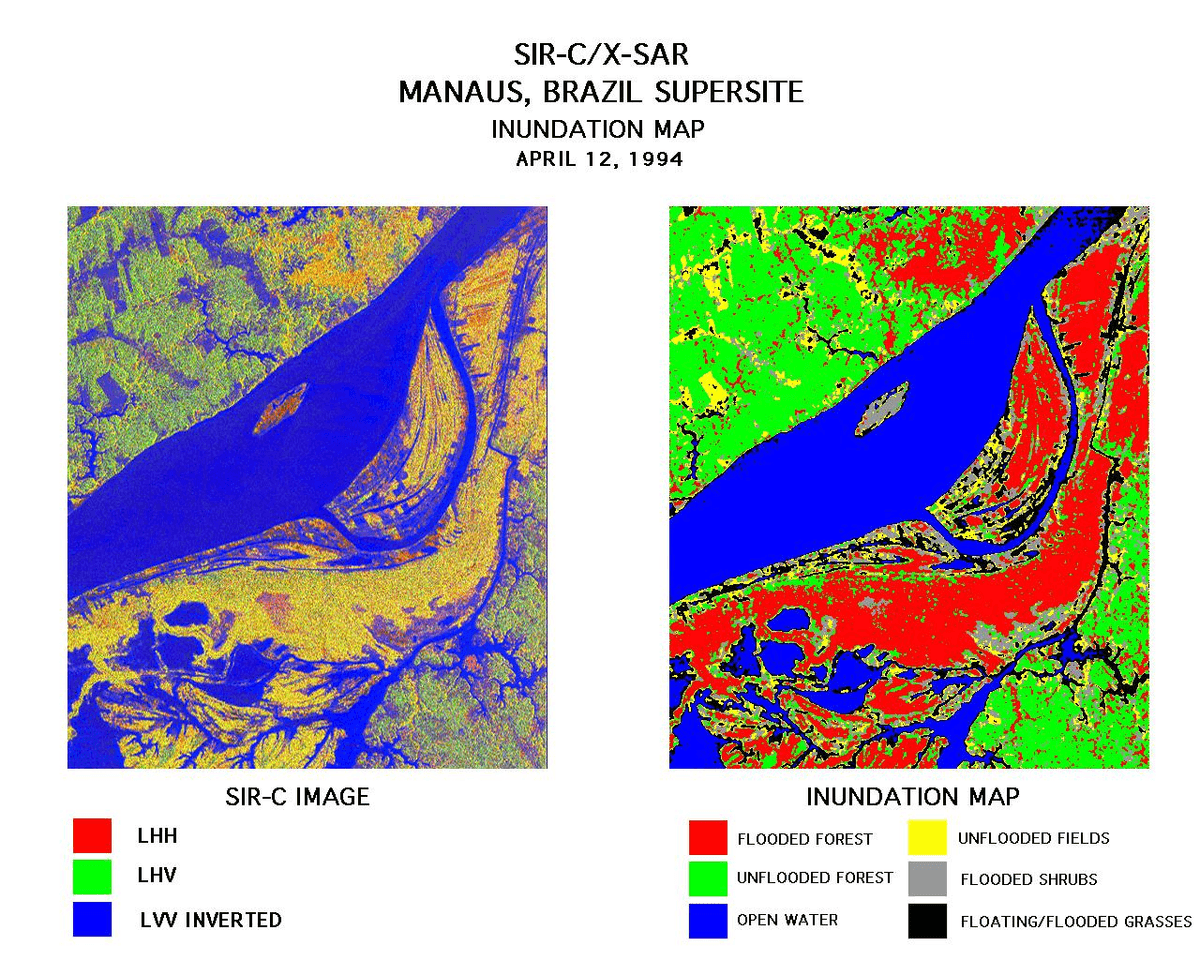 SIR-C/X-SAR
MANAUS, BRAZIL SUPERSITE
INUNDATION MAP
APRIL 12, 1994
SIR-C IMAGE
LHH
LHV
LVV INVERTED
INUNDATION MAP
FLOODED FOREST
UNFLOODED FOREST
OPEN WATER
UNFLOODED FIELDS
FLOODED SHRUBS
FLOATING/FLOODED GRASSES